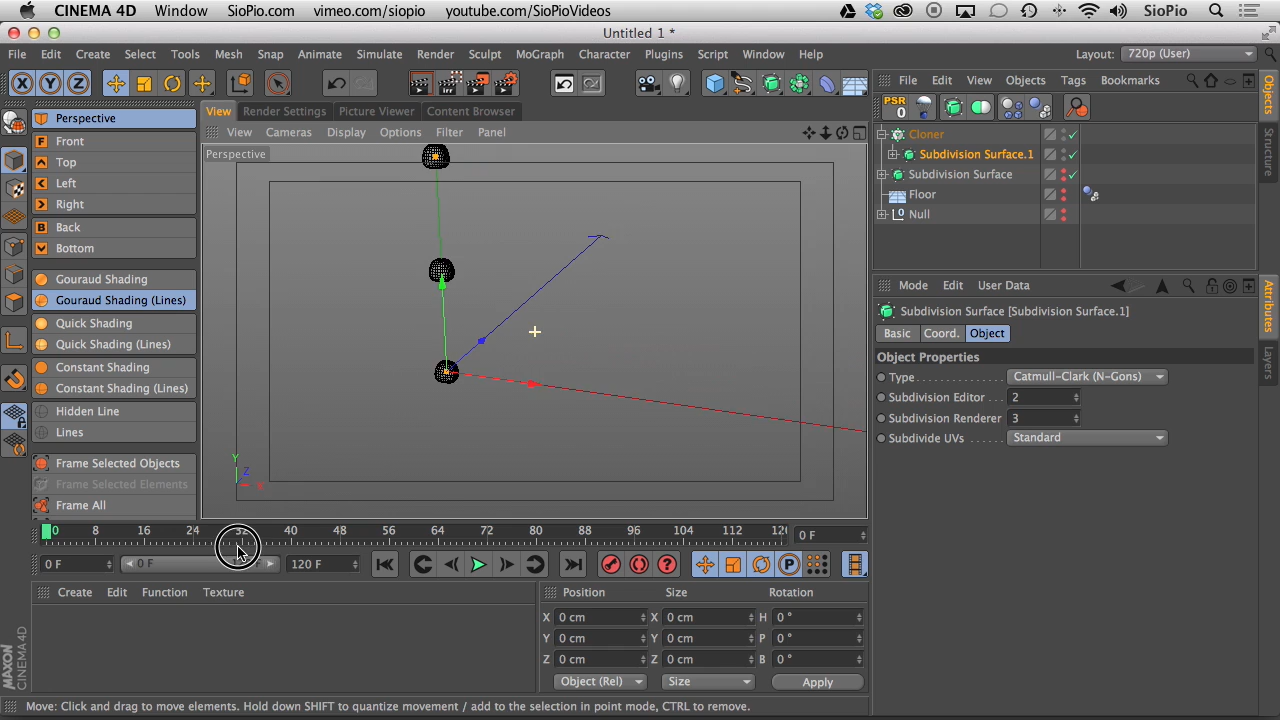 CINEMA 4D Window SioPio.com vimeo.com/siopio youtube.com/SioPioVideos SioPio
Untitled 1 *
File Edit Create Select Tools Mesh Snap Animate Simulate Render Sculpt MoGraph Character Plugins Script Window Help Layout: 720p (User)
X Y Z
File Edit View Objects Tags Bookmarks
PSR
0
View Render Settings Picture Viewer Content Browser
View Cameras Display Options Filter Panel
Perspective
Perspective
F Front
T Top
L Left
R Right
B Back
B Bottom
Gouraud Shading
Gouraud Shading (Lines)
Quick Shading
Quick Shading (Lines)
Constant Shading
Constant Shading (Lines)
Hidden Line
Lines
Frame Selected Objects
Frame Selected Elements
Frame All
Y
Z
Cloner
Subdivision Surface.1
Subdivision Surface
Floor
Null
Objects
Structure
Mode Edit User Data
Subdivision Surface [Subdivision Surface.1]
Basic Coord. Object
Object Properties
Type Catmull-Clark (N-Gons)
Subdivision Editor 2
Subdivision Renderer 3
Subdivide UVs Standard
Attributes
Layers
0 8 16 24 32 40 48 56 64 72 80 88 96 104 112 0 F
0 F 0 F 120 F P
Create Edit Function Texture
Position Size Rotation
X 0 cm X 0 cm H 0 °
Y 0 cm Y 0 cm P 0 °
Z 0 cm Z 0 cm B 0 °
Object (Rel) Size Apply
MAXON
CINEMA 4D
Move: Click and drag to move elements. Hold down SHIFT to quantize movement / add to the selection in point mode, CTRL to remove.